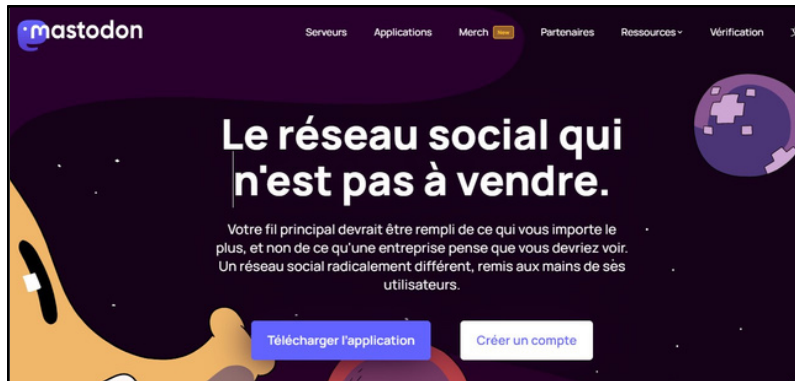 mastodon
Serveurs Applications Merch New Partenaires Ressources Vérification
Le réseau social qui
n'est pas à vendre.
Votre fil principal devrait être rempli de ce qui vous importe le
plus, et non de ce qu'une entreprise pense que vous devriez voir.
Un réseau social radicalement différent, remis aux mains de ses
utilisateurs.
Télécharger l'application Créer un compte